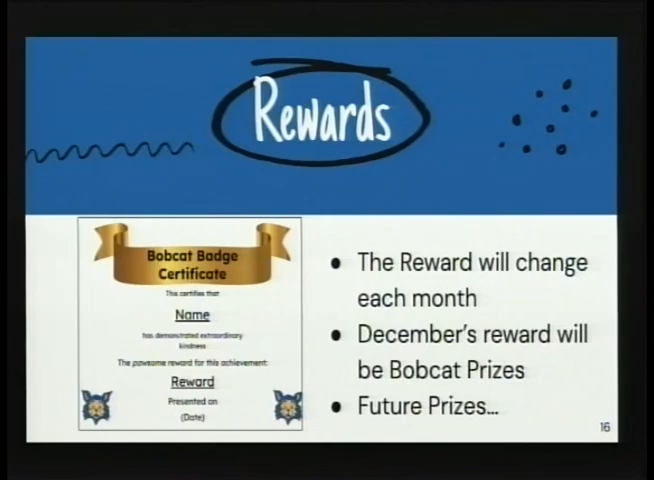 Rewards
Bobcat Badge
Certificate
This certifies that
Name
has demonstrated extraordinary
kindness
The pawsome reward for this achievement:
Reward
Presented on
(Date)
• The Reward will change
each month
• December's reward will
be Bobcat Prizes
• Future Prizes...
16